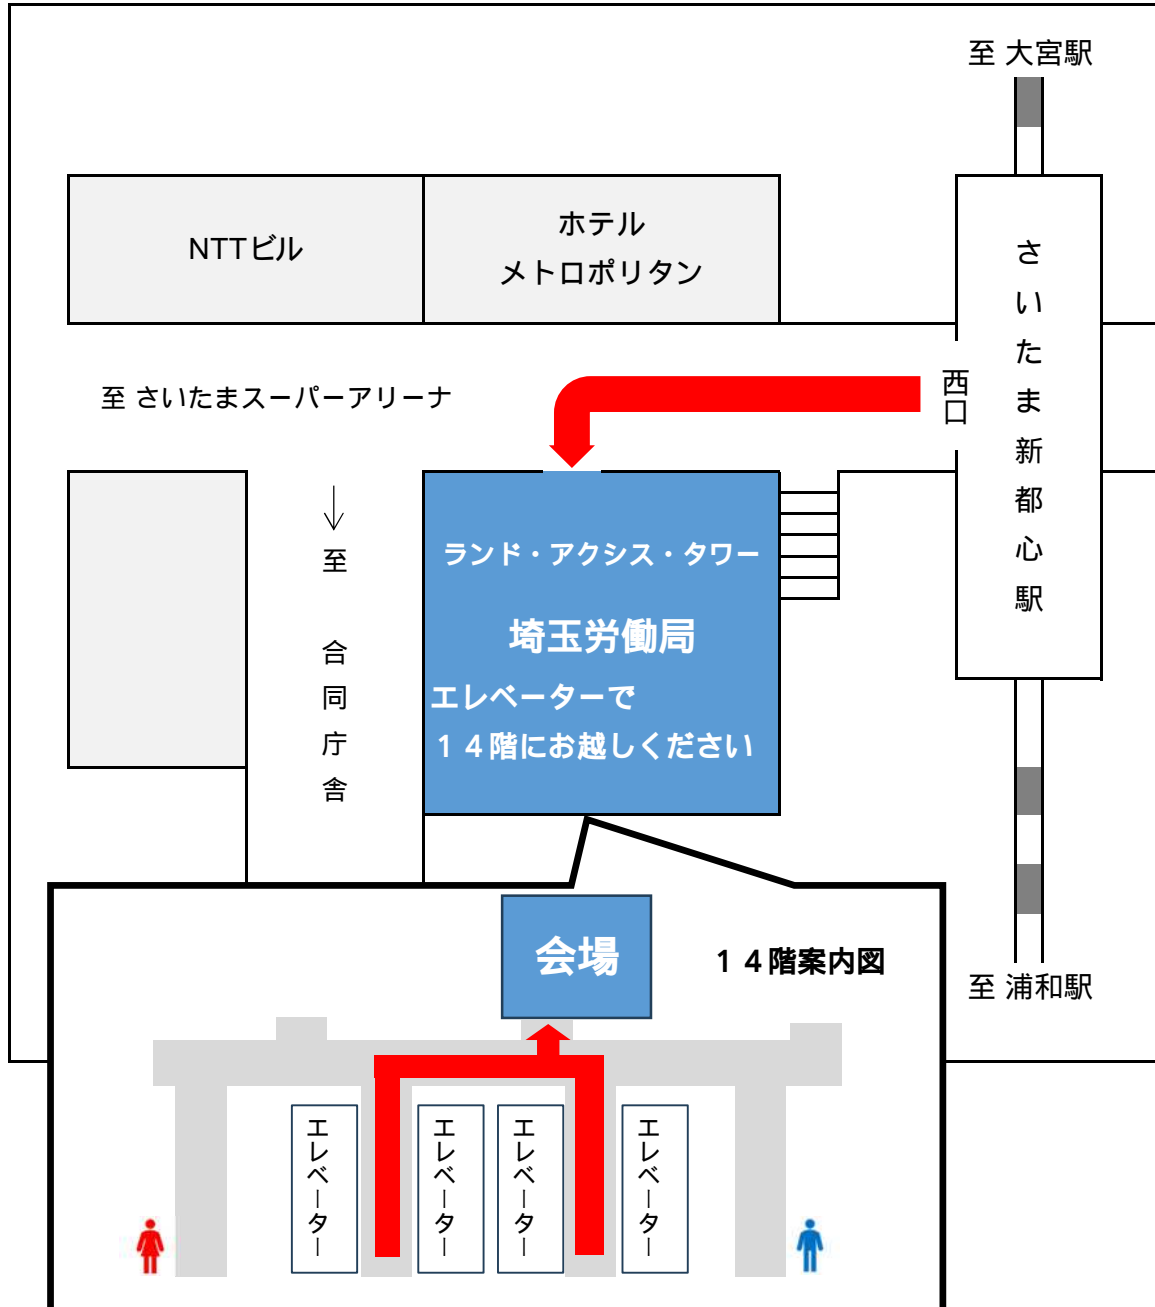 至 大宮駅
NTTビル
ホテル
メトロポリタン
さいたま新都心駅
西口
至 さいたまスーパーアリーナ
↓至 合同庁舎
ランド・アクシス・タワー
埼玉労働局
エレベーターで
１４階にお越しください
至 浦和駅
会場
１４階案内図
エレベーター
エレベーター
エレベーター
エレベーター